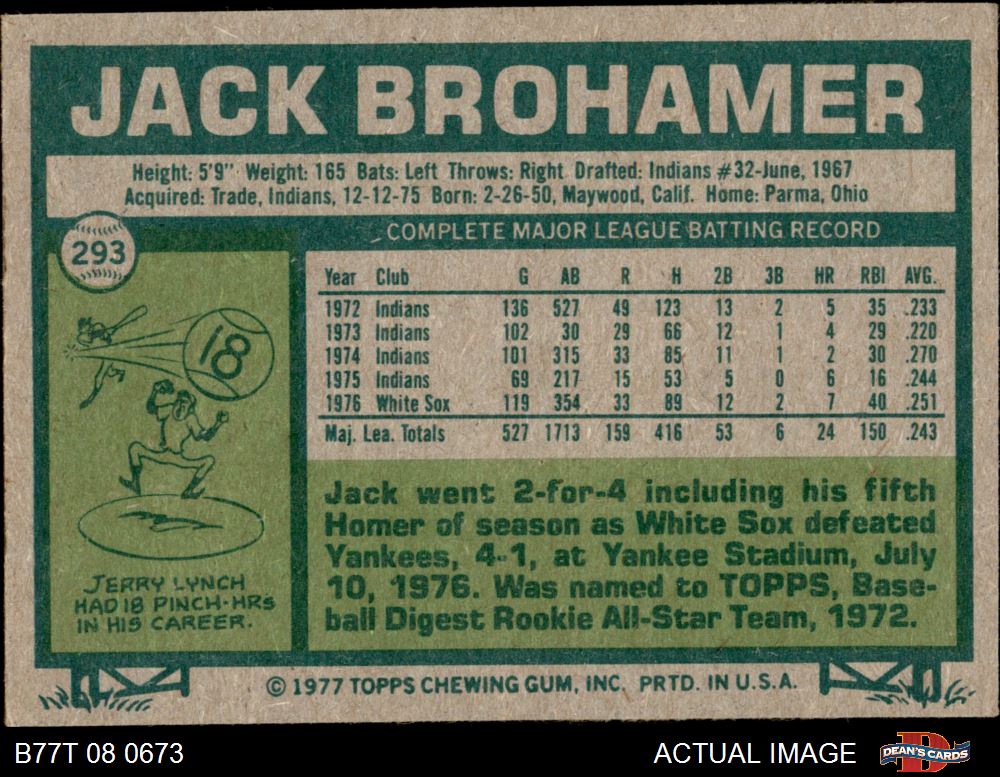 JACK BROHAMER
Height: 5'9" Weight: 165 Bats: Left Throws: Right Drafted: Indians #32-June, 1967
Acquired: Trade, Indians, 12-12-75 Born: 2-26-50, Maywood, Calif. Home: Parma, Ohio
293
COMPLETE MAJOR LEAGUE BATTING RECORD
Year Club G AB R H 2B 3B HR RBI AVG.
1972 Indians 136 527 49 123 13 2 5 35 .233
1973 Indians 102 30 29 66 12 1 4 29 .220
1974 Indians 101 315 33 85 11 1 2 30 .270
1975 Indians 69 217 15 53 5 0 6 16 .244
1976 White Sox 119 354 33 89 12 2 7 40 .251
Maj. Lea. Totals 527 1713 159 416 53 6 24 150 .243
18
JERRY LYNCH
HAD 18 PINCH-HRs
IN HIS CAREER.
Jack went 2-for-4 including his fifth
Homer of season as White Sox defeated
Yankees, 4-1, at Yankee Stadium, July
10, 1976. Was named to TOPPS, Base-
ball Digest Rookie All-Star Team, 1972.
© 1977 TOPPS CHEWING GUM, INC. PRTD. IN U.S.A.
B77T 08 0673
ACTUAL IMAGE
DEAN'S CARDS